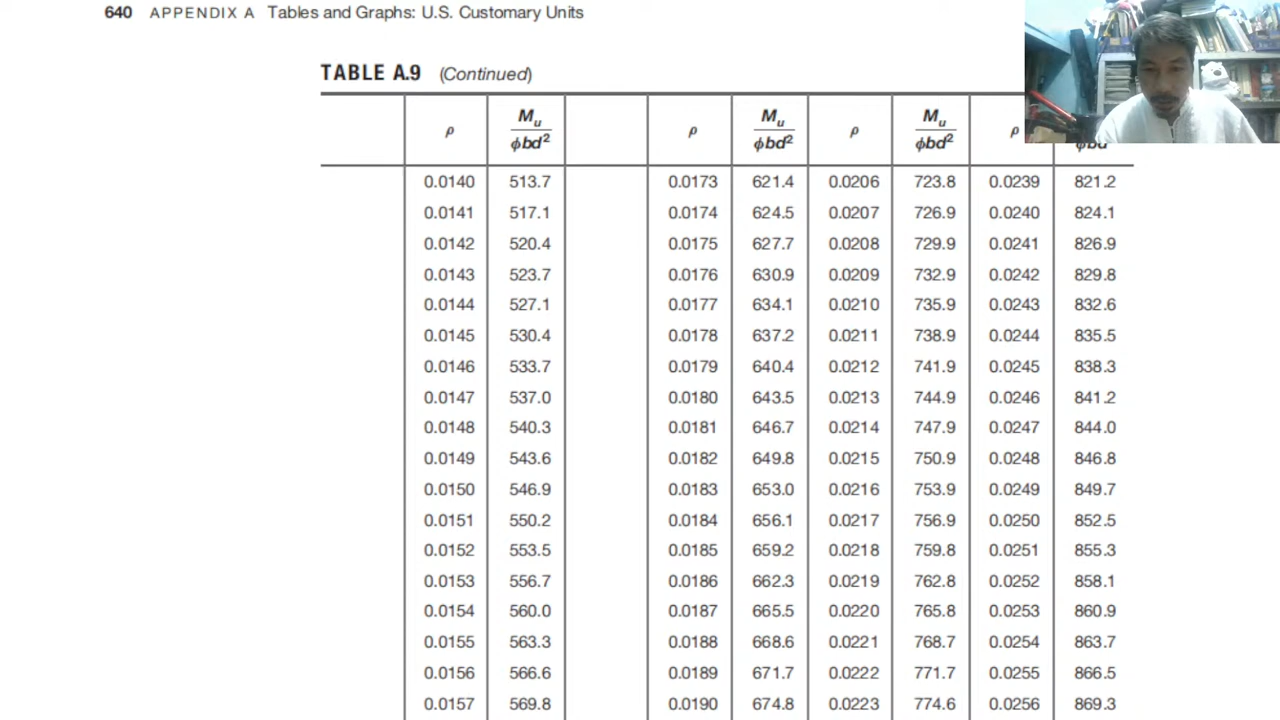 640 APPENDIX A Tables and Graphs: U.S. Customary Units
TABLE A.9 (Continued)
ρ Mu/ϕbd² ρ Mu/ϕbd² ρ Mu/ϕbd² ρ ϕbd
0.0140 513.7 0.0173 621.4 0.0206 723.8 0.0239 821.2
0.0141 517.1 0.0174 624.5 0.0207 726.9 0.0240 824.1
0.0142 520.4 0.0175 627.7 0.0208 729.9 0.0241 826.9
0.0143 523.7 0.0176 630.9 0.0209 732.9 0.0242 829.8
0.0144 527.1 0.0177 634.1 0.0210 735.9 0.0243 832.6
0.0145 530.4 0.0178 637.2 0.0211 738.9 0.0244 835.5
0.0146 533.7 0.0179 640.4 0.0212 741.9 0.0245 838.3
0.0147 537.0 0.0180 643.5 0.0213 744.9 0.0246 841.2
0.0148 540.3 0.0181 646.7 0.0214 747.9 0.0247 844.0
0.0149 543.6 0.0182 649.8 0.0215 750.9 0.0248 846.8
0.0150 546.9 0.0183 653.0 0.0216 753.9 0.0249 849.7
0.0151 550.2 0.0184 656.1 0.0217 756.9 0.0250 852.5
0.0152 553.5 0.0185 659.2 0.0218 759.8 0.0251 855.3
0.0153 556.7 0.0186 662.3 0.0219 762.8 0.0252 858.1
0.0154 560.0 0.0187 665.5 0.0220 765.8 0.0253 860.9
0.0155 563.3 0.0188 668.6 0.0221 768.7 0.0254 863.7
0.0156 566.6 0.0189 671.7 0.0222 771.7 0.0255 866.5
0.0157 569.8 0.0190 674.8 0.0223 774.6 0.0256 869.3